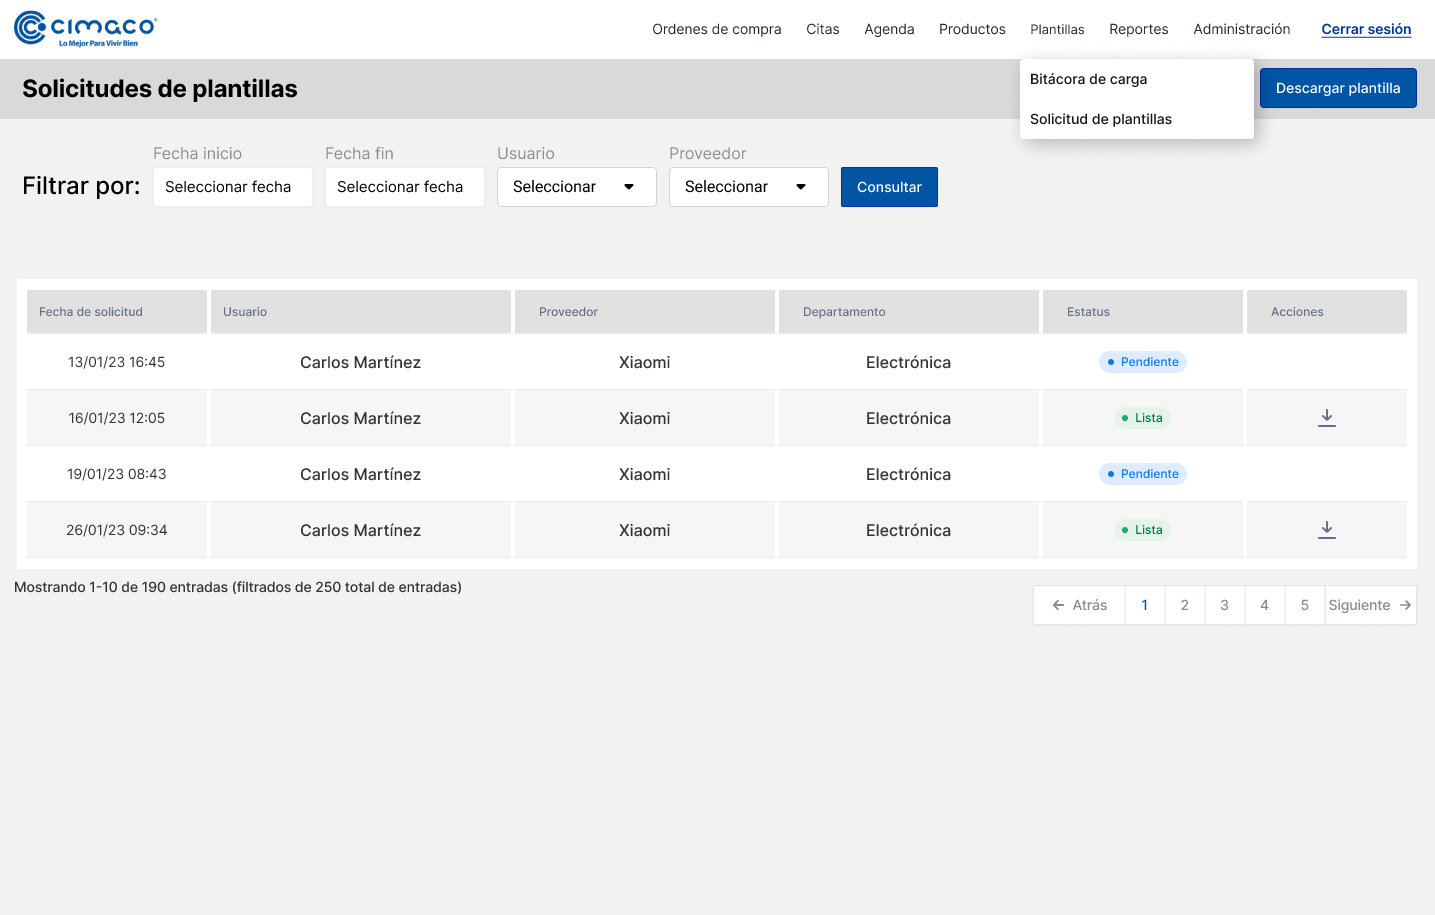 cimaco
Lo Mejor Para Vivir Bien
Ordenes de compra Citas Agenda Productos Plantillas Reportes Administración Cerrar sesión
Solicitudes de plantillas
Bitácora de carga
Solicitud de plantillas
Descargar plantilla
Filtrar por:
Fecha inicio Fecha fin Usuario Proveedor
Seleccionar fecha Seleccionar fecha Seleccionar Seleccionar Consultar
Fecha de solicitud Usuario Proveedor Departamento Estatus Acciones
13/01/23 16:45 Carlos Martínez Xiaomi Electrónica Pendiente
16/01/23 12:05 Carlos Martínez Xiaomi Electrónica Lista
19/01/23 08:43 Carlos Martínez Xiaomi Electrónica Pendiente
26/01/23 09:34 Carlos Martínez Xiaomi Electrónica Lista
Mostrando 1-10 de 190 entradas (filtrados de 250 total de entradas)
Atrás 1 2 3 4 5 Siguiente